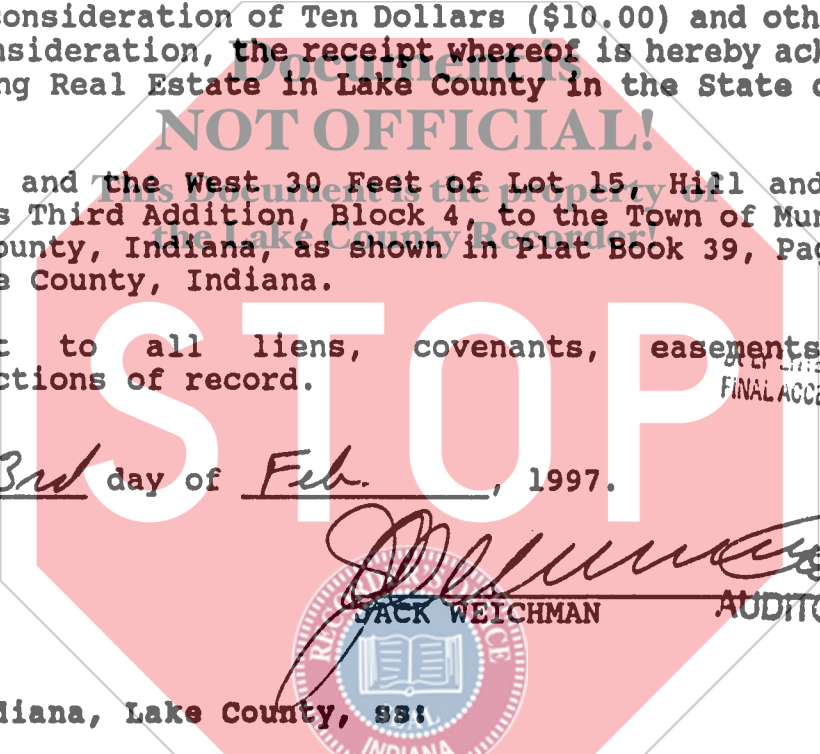 consideration of Ten Dollars ($10.00) and oth
nsideration, the receipt whereof is hereby ack
Document is
ng Real Estate in Lake County in the State o
NOT OFFICIAL!
and the West 30 Feet of Lot 15, Hill and
This Document is the property of
s Third Addition, Block 4, to the Town of Mun
the Lake County Recorder!
ounty, Indiana, as shown in Plat Book 39, Pag
e County, Indiana.
t to all liens, covenants, easements
ctions of record.
FINAL ACCE
STOP
3rd day of Feb. , 1997.
JACK WEICHMAN
AUDITO
RECORDER'S OFFICE
SEAL
INDIANA
diana, Lake County, ss: